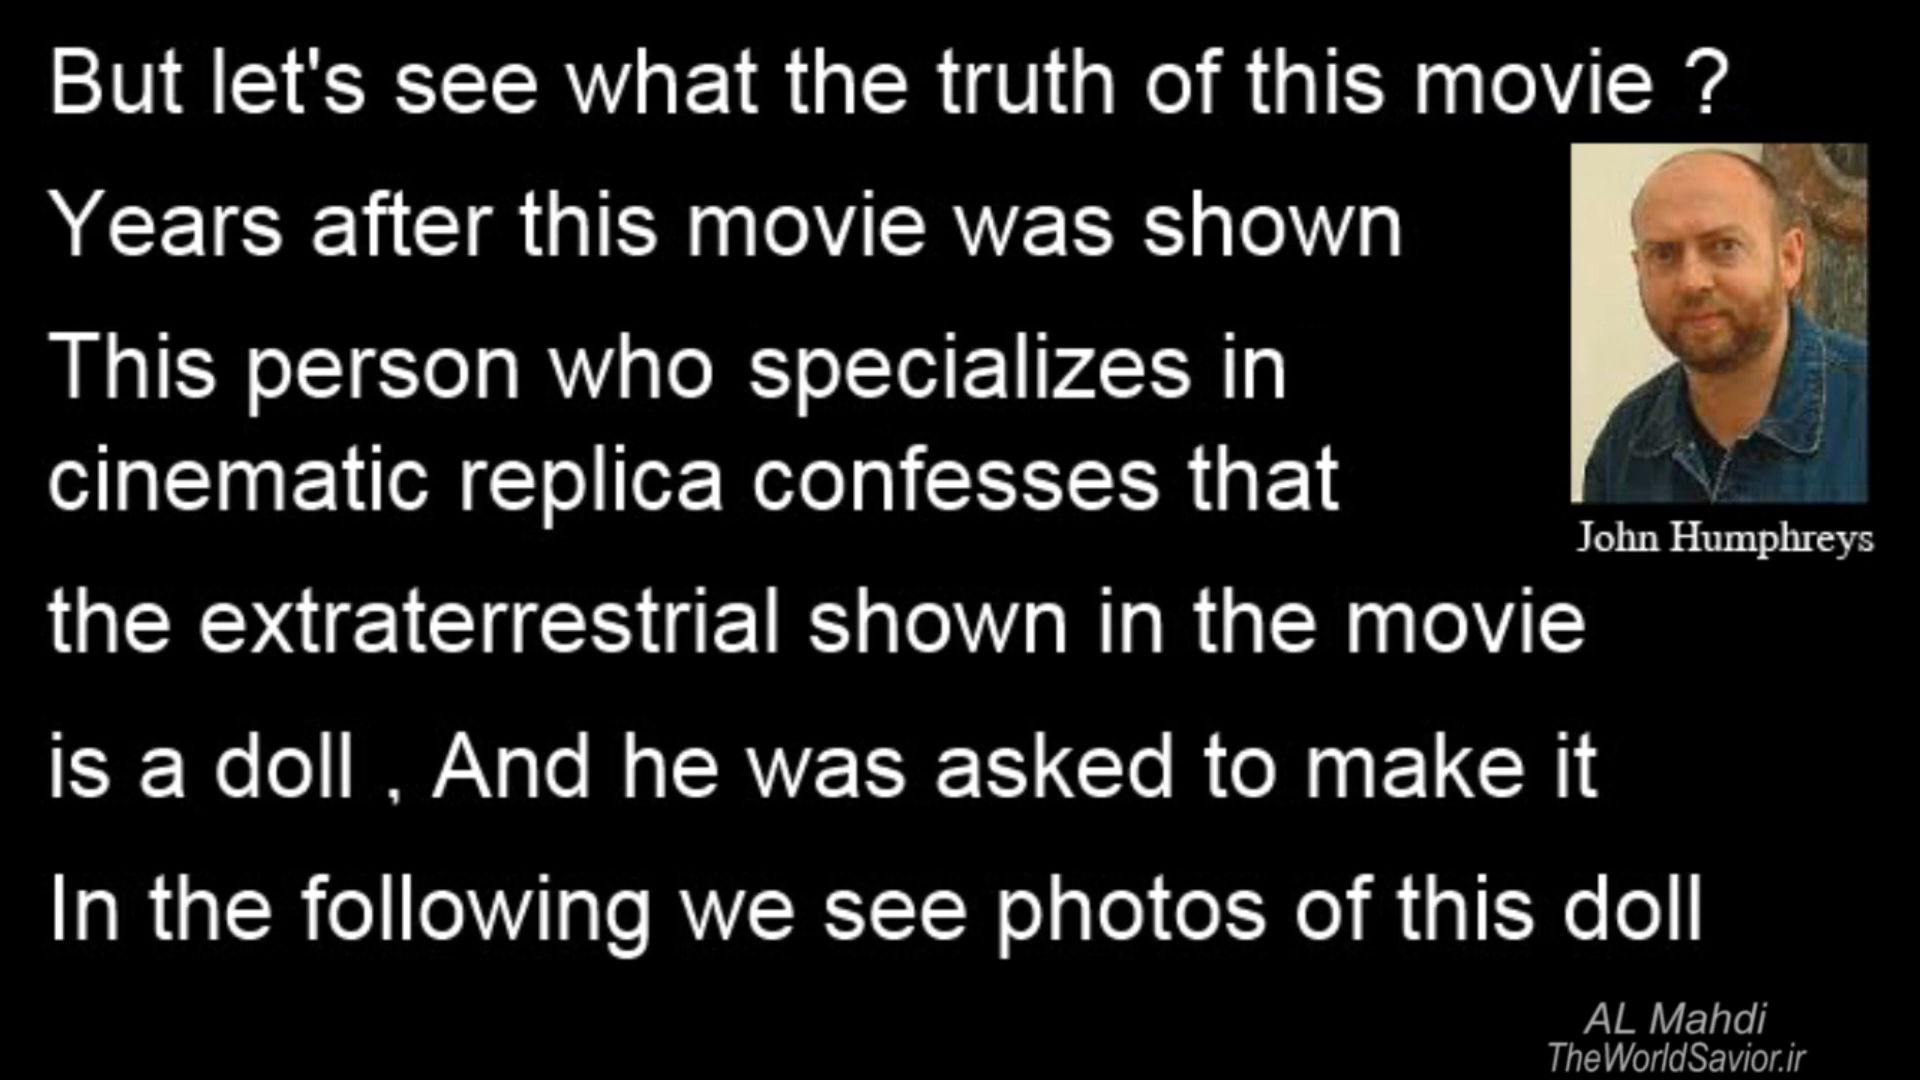 But let's see what the truth of this movie ?
Years after this movie was shown
This person who specializes in
cinematic replica confesses that
John Humphreys
the extraterrestrial shown in the movie
is a doll , And he was asked to make it
In the following we see photos of this doll
AL Mahdi
TheWorldSavior.ir